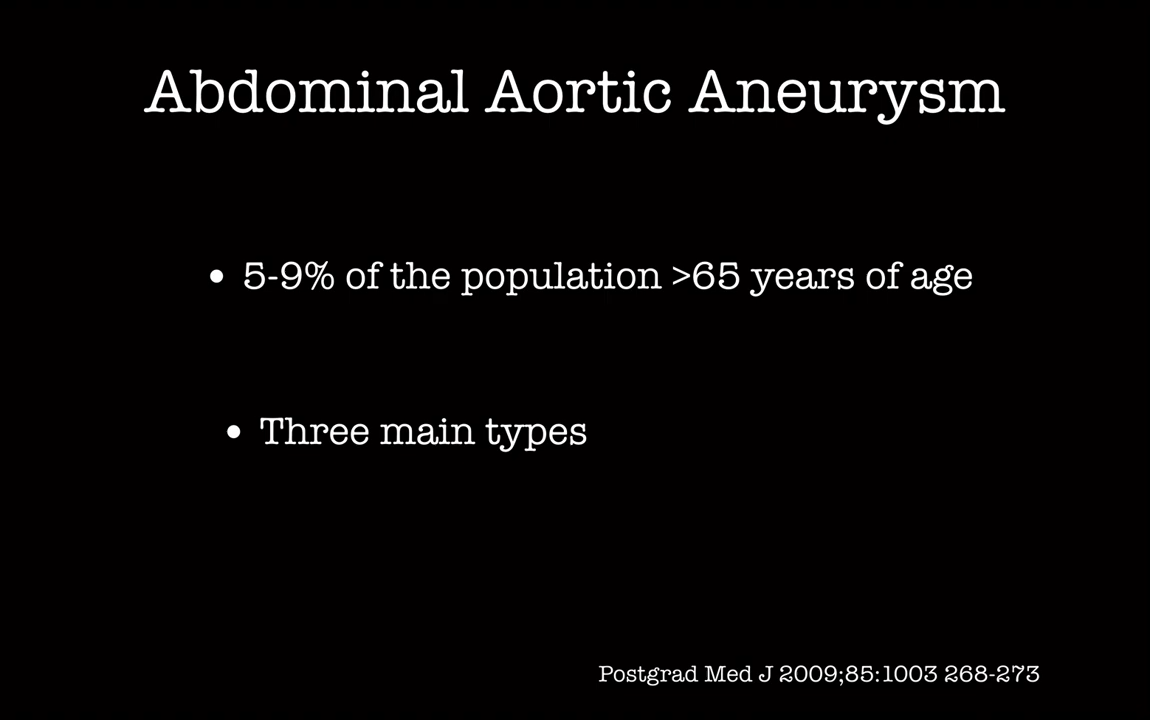 Abdominal Aortic Aneurysm
• 5-9% of the population >65 years of age
• Three main types
Postgrad Med J 2009;85:1003 268-273